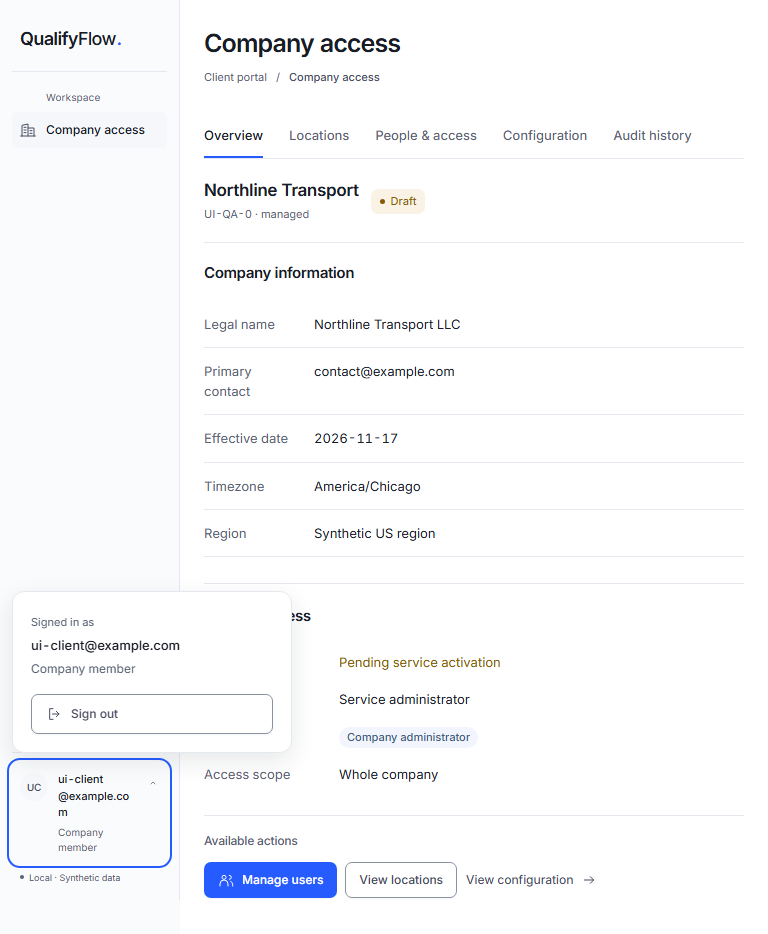 QualifyFlow.
Workspace
Company access
Company access
Client portal / Company access
Overview Locations People & access Configuration Audit history
Northline Transport
UI-QA-0 · managed
Draft
Company information
Legal name Northline Transport LLC
Primary
contact
contact@example.com
Effective date 2026-11-17
Timezone America/Chicago
Region Synthetic US region
ess
Pending service activation
Service administrator
Company administrator
Access scope Whole company
Available actions
Manage users View locations View configuration →
Signed in as
ui-client@example.com
Company member
Sign out
UC
ui-client
@example.co
m
Company
member
Local · Synthetic data